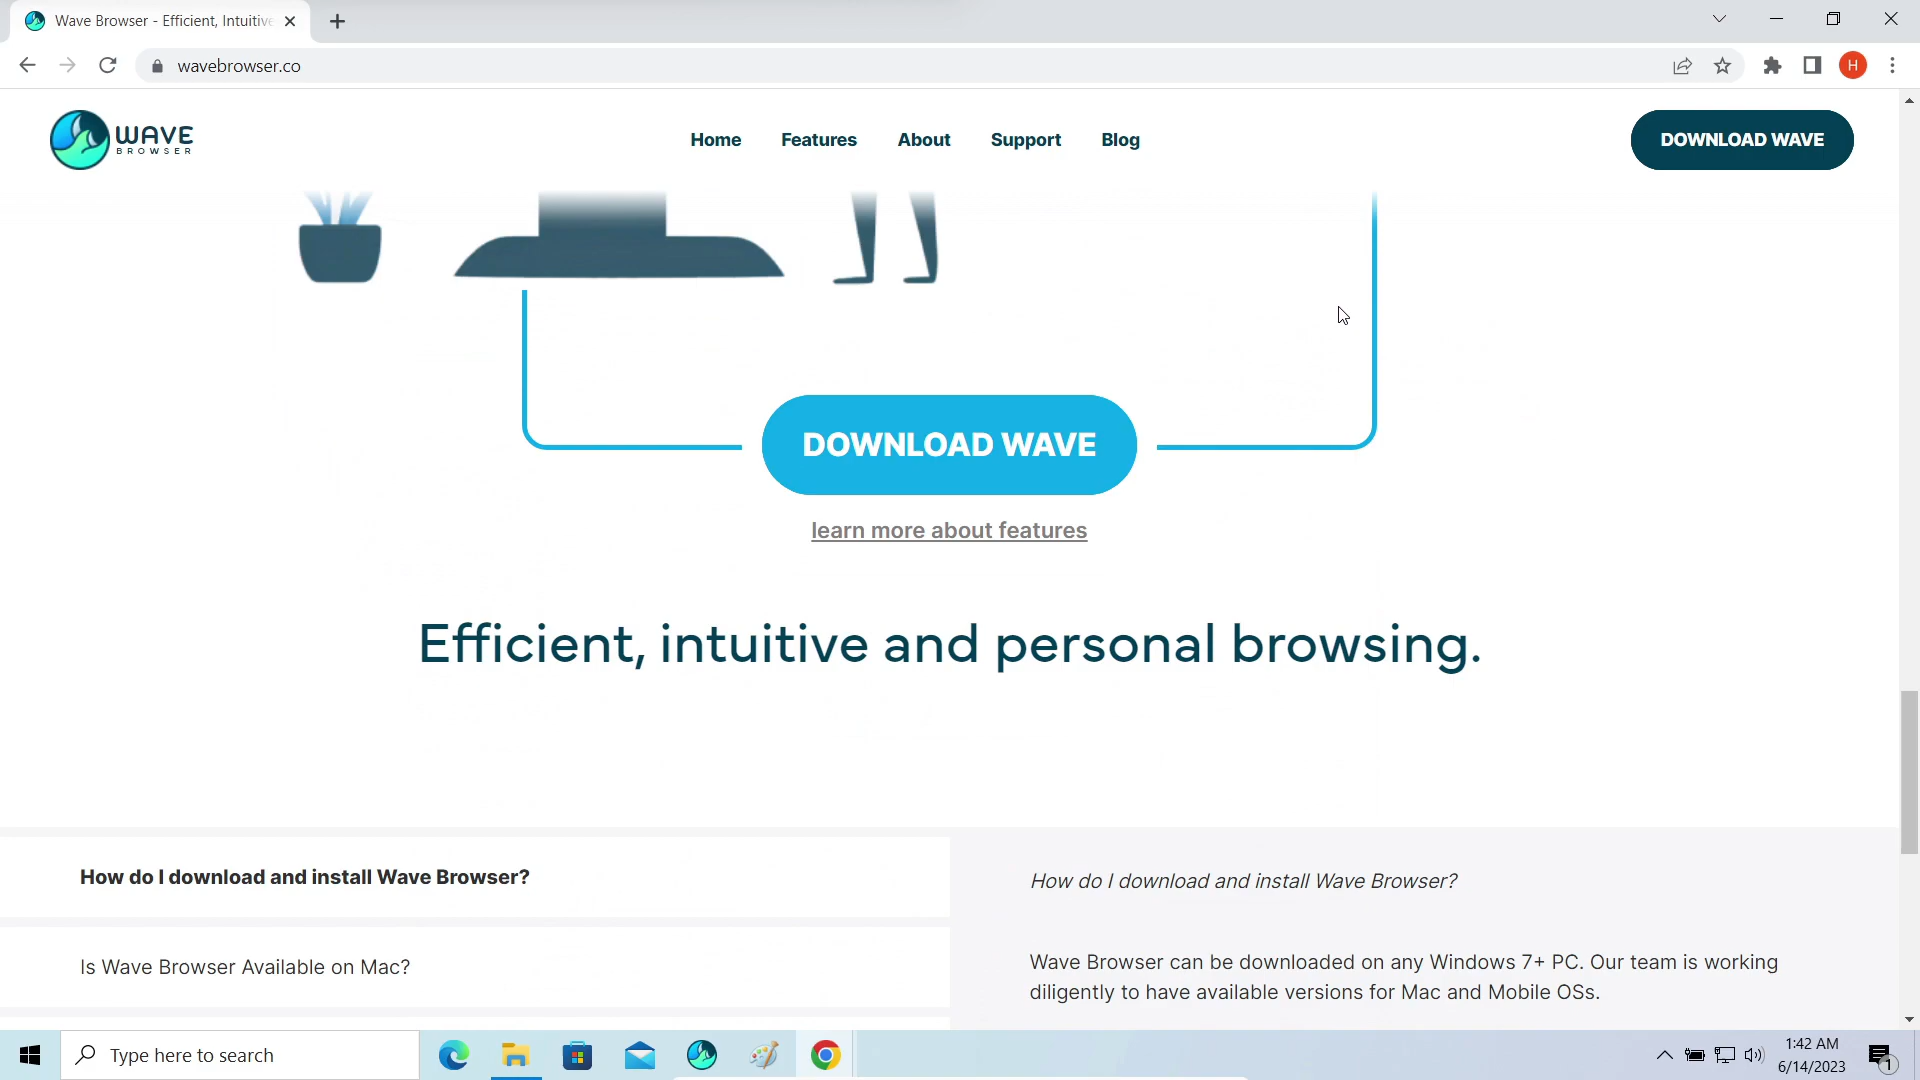 Wave Browser - Efficient, Intuitive
wavebrowser.co
H
WAVE
BROWSER
Home
Features
About
Support
Blog
DOWNLOAD WAVE
DOWNLOAD WAVE
learn more about features
Efficient, intuitive and personal browsing.
How do I download and install Wave Browser?
Is Wave Browser Available on Mac?
How do I download and install Wave Browser?
Wave Browser can be downloaded on any Windows 7+ PC. Our team is working
diligently to have available versions for Mac and Mobile OSs.
Type here to search
1:42 AM
6/14/2023
1